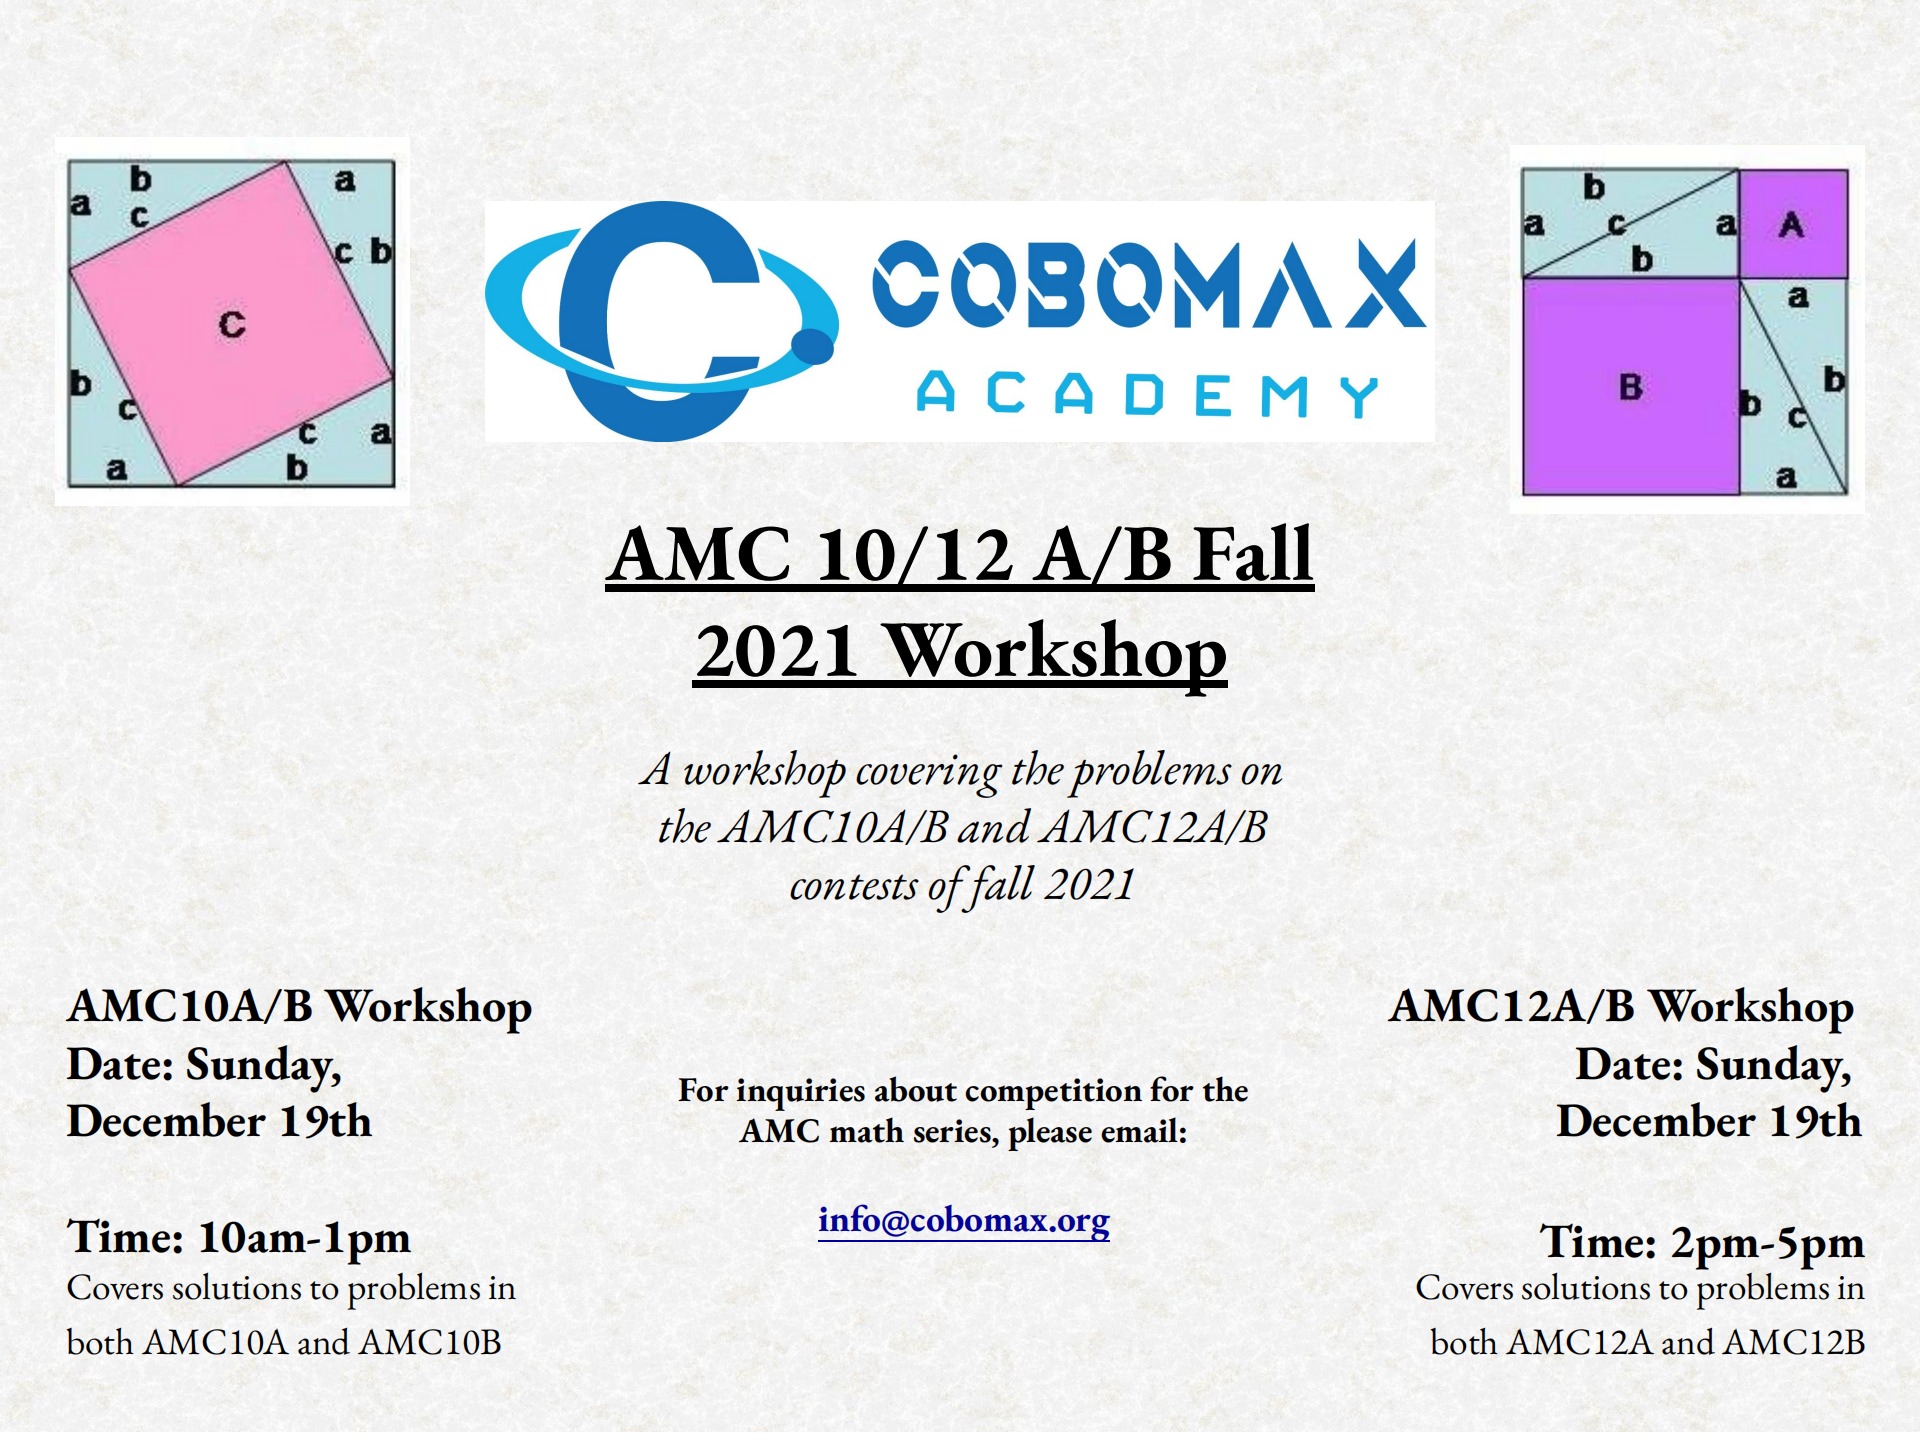 b
a
a
c
c b
C
b
c
c
a
a
b
COBOMAX
ACADEMY
b
A
a
c
a
b
a
B
b
b
c
a
AMC 10/12 A/B Fall
2021 Workshop
A workshop covering the problems on
the AMC10A/B and AMC12A/B
contests of fall 2021
AMC10A/B Workshop
Date: Sunday,
December 19th
Time: 10am-1pm
Covers solutions to problems in
both AMC10A and AMC10B
For inquiries about competition for the
AMC math series, please email:
info@cobomax.org
AMC12A/B Workshop
Date: Sunday,
December 19th
Time: 2pm-5pm
Covers solutions to problems in
both AMC12A and AMC12B